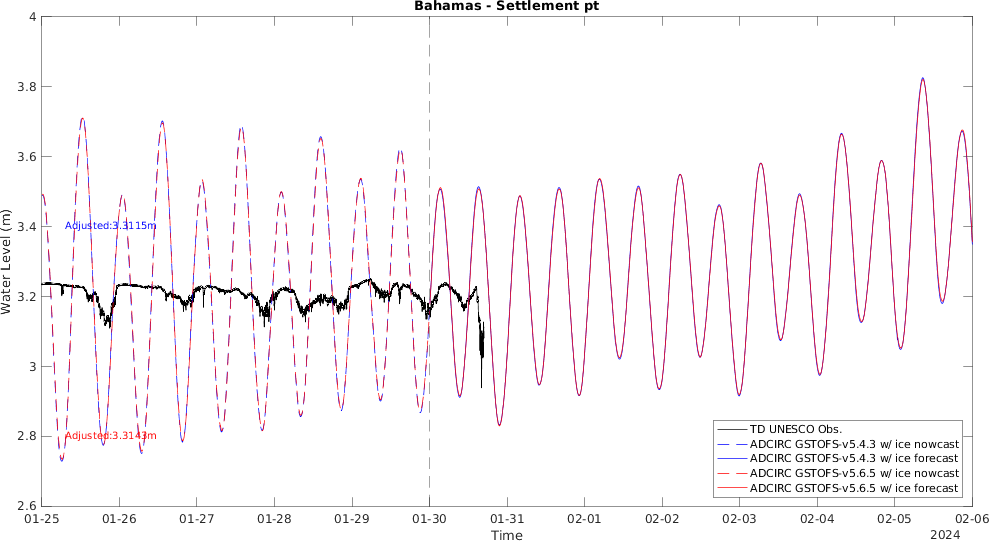 Bahamas - Settlement pt
4
3.8
3.6
3.4
3.2
3
2.8
2.6
Water Level (m)
Adjusted:3.3115m
Adjusted:3.3143m
TD UNESCO Obs.
ADCIRC GSTOFS-v5.4.3 w/ ice nowcast
ADCIRC GSTOFS-v5.4.3 w/ ice forecast
ADCIRC GSTOFS-v5.6.5 w/ ice nowcast
ADCIRC GSTOFS-v5.6.5 w/ ice forecast
01-25 01-26 01-27 01-28 01-29 01-30 01-31 02-01 02-02 02-03 02-04 02-05 02-06
Time
2024